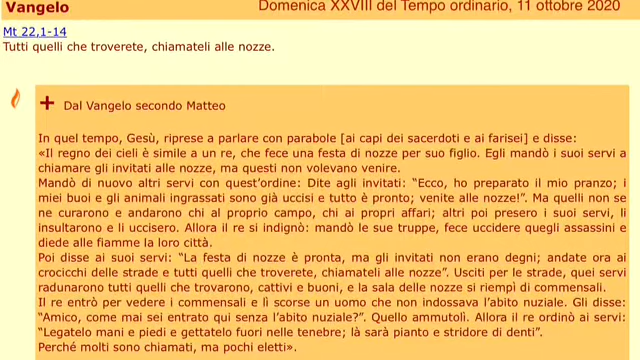 Vangelo
Domenica XXVIII del Tempo ordinario, 11 ottobre 2020
Mt 22,1-14
Tutti quelli che troverete, chiamateli alle nozze.
+ Dal Vangelo secondo Matteo
In quel tempo, Gesù, riprese a parlare con parabole [ai capi dei sacerdoti e ai farisei] e disse:
«Il regno dei cieli è simile a un re, che fece una festa di nozze per suo figlio. Egli mandò i suoi servi a
chiamare gli invitati alle nozze, ma questi non volevano venire.
Mandò di nuovo altri servi con quest'ordine: Dite agli invitati: "Ecco, ho preparato il mio pranzo; i
miei buoi e gli animali ingrassati sono già uccisi e tutto è pronto; venite alle nozze!". Ma quelli non se
ne curarono e andarono chi al proprio campo, chi ai propri affari; altri poi presero i suoi servi, li
insultarono e li uccisero. Allora il re si indignò: mandò le sue truppe, fece uccidere quegli assassini e
diede alle fiamme la loro città.
Poi disse ai suoi servi: "La festa di nozze è pronta, ma gli invitati non erano degni; andate ora ai
crocicchi delle strade e tutti quelli che troverete, chiamateli alle nozze". Usciti per le strade, quei servi
radunarono tutti quelli che trovarono, cattivi e buoni, e la sala delle nozze si riempì di commensali.
Il re entrò per vedere i commensali e lì scorse un uomo che non indossava l'abito nuziale. Gli disse:
"Amico, come mai sei entrato qui senza l'abito nuziale?". Quello ammutolì. Allora il re ordinò ai servi:
"Legatelo mani e piedi e gettatelo fuori nelle tenebre; là sarà pianto e stridore di denti".
Perché molti sono chiamati, ma pochi eletti».